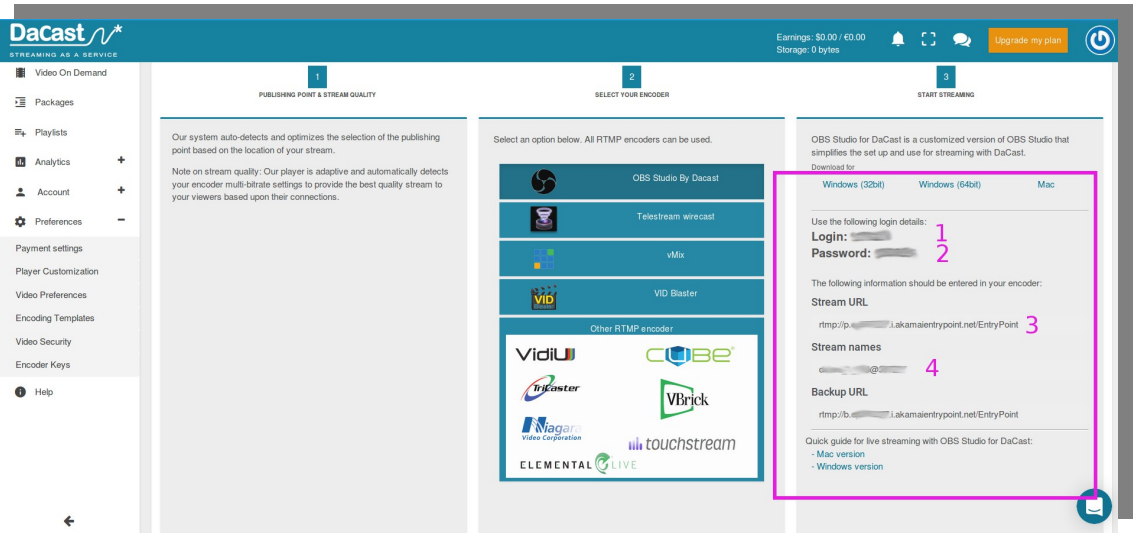 DaCast
STREAMING AS A SERVICE
Earnings: $0.00 / €0.00
Storage: 0 bytes
Upgrade my plan
Video On Demand
Packages
Playlists
Analytics +
Account +
Preferences -
Payment settings
Player Customization
Video Preferences
Encoding Templates
Video Security
Encoder Keys
Help
1
PUBLISHING POINT & STREAM QUALITY
Our system auto-detects and optimizes the selection of the publishing
point based on the location of your stream.
Note on stream quality: Our player is adaptive and automatically detects
your encoder multi-bitrate settings to provide the best quality stream to
your viewers based upon their connections.
2
SELECT YOUR ENCODER
Select an option below. All RTMP encoders can be used.
OBS Studio By Dacast
Telestream wirecast
vMix
VID
VID Blaster
Other RTMP encoder
VidiU
CUBE
TriCaster
VBrick
Niagara
Video Corporation
touchstream
ELEMENTAL LIVE
3
START STREAMING
OBS Studio for DaCast is a customized version of OBS Studio that
simplifies the set up and use for streaming with DaCast.
Download for
Windows (32bit) Windows (64bit) Mac
Use the following login details:
Login: 1
Password: 2
The following information should be entered in your encoder:
Stream URL
rtmp://p. .i.akamaientrypoint.net/EntryPoint 3
Stream names
@ 4
Backup URL
rtmp://b. .i.akamaientrypoint.net/EntryPoint
Quick guide for live streaming with OBS Studio for DaCast:
- Mac version
- Windows version